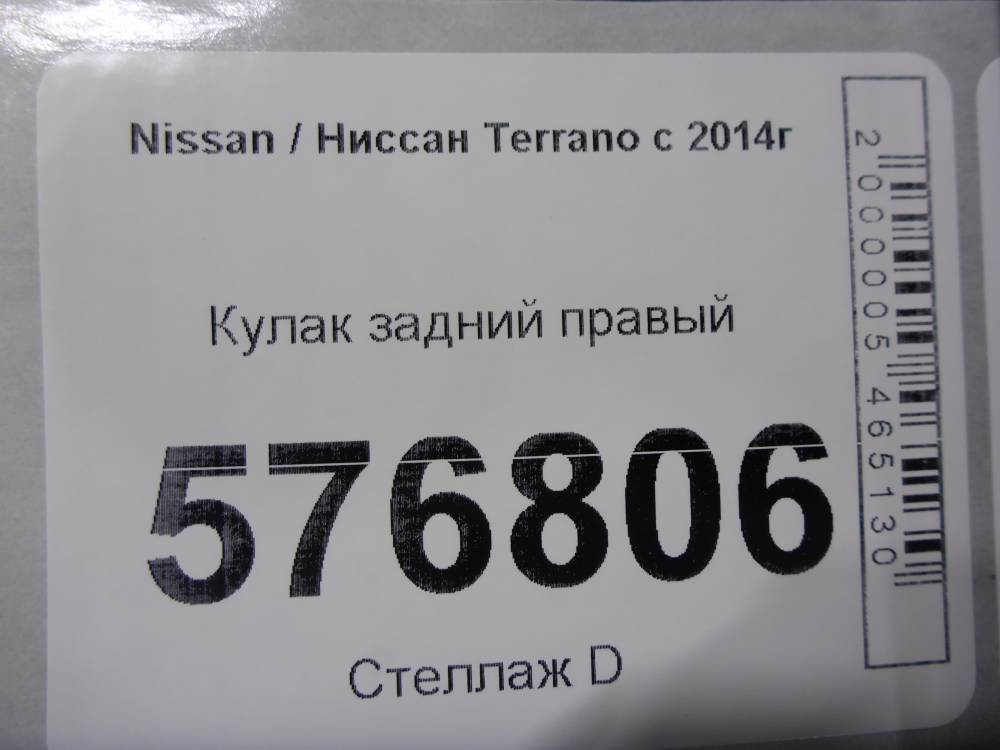 Nissan / Ниссан Terrano с 2014г
Кулак задний правый
576806
Стеллаж D
2000005465130